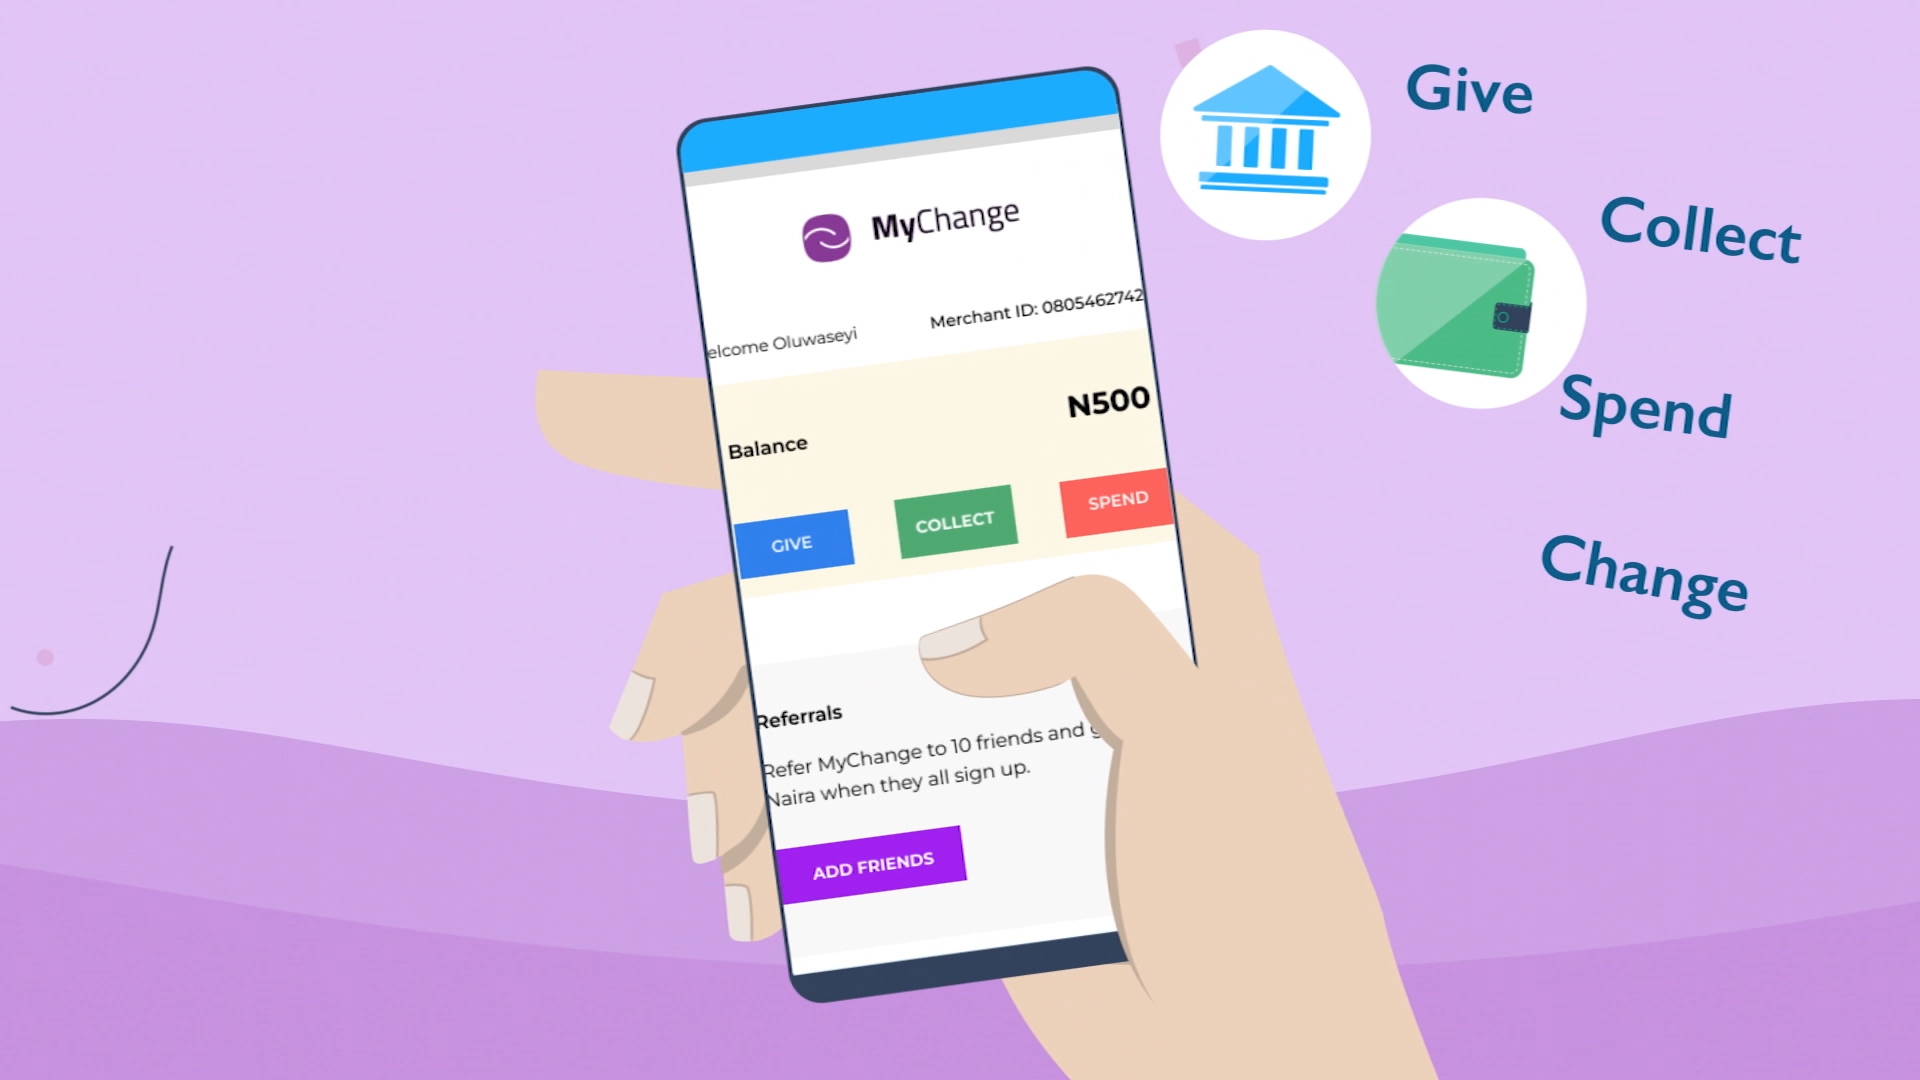 MyChange
elcome Oluwaseyi
Merchant ID: 0805462742
Balance
N500
GIVE
COLLECT
SPEND
Referrals
Refer MyChange to 10 friends and
Naira when they all sign up.
ADD FRIENDS
Give
Collect
Spend
Change